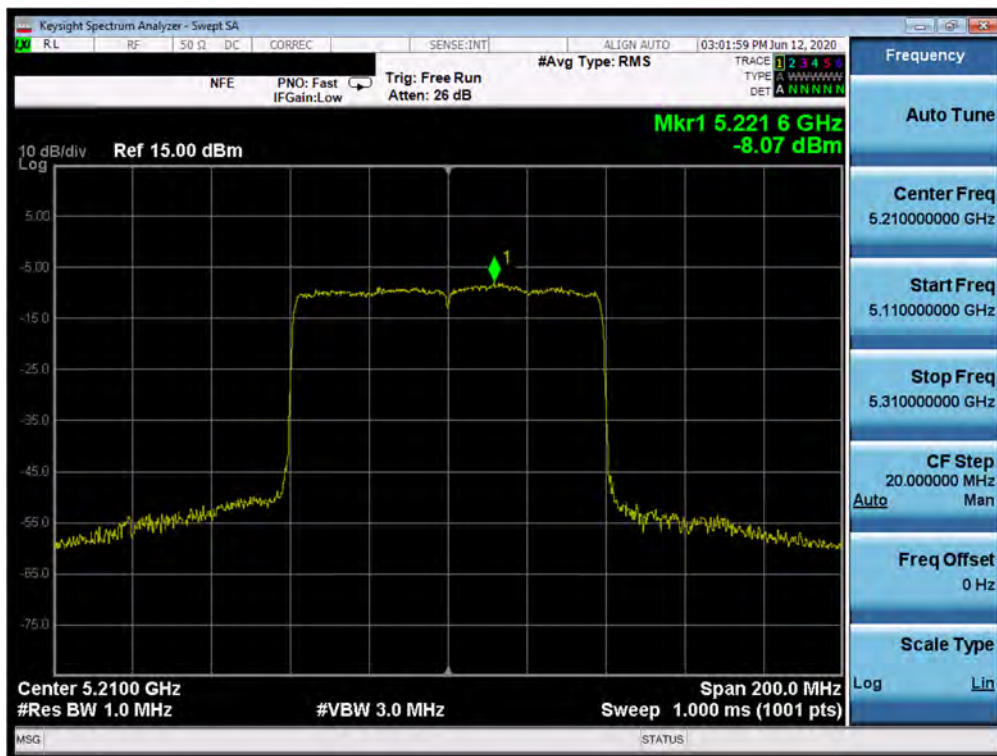 Keysight Spectrum Analyzer - Swept SA
LXI RL RF 50 Ω DC CORREC SENSE:INT ALIGN AUTO 03:01:59 PM Jun 12, 2020
NFE PNO: Fast IFGain:Low Trig: Free Run Atten: 26 dB #Avg Type: RMS
TRACE 1 2 3 4 5 6
TYPE A WWWWW
DET A N N N N N
Mkr1 5.221 6 GHz
-8.07 dBm
10 dB/div Ref 15.00 dBm
Log
1
5.00
-5.00
-15.0
-25.0
-35.0
-45.0
-55.0
-65.0
-75.0
Center 5.2100 GHz Span 200.0 MHz
#Res BW 1.0 MHz #VBW 3.0 MHz Sweep 1.000 ms (1001 pts)
MSG STATUS
Frequency
Auto Tune
Center Freq
5.210000000 GHz
Start Freq
5.110000000 GHz
Stop Freq
5.310000000 GHz
CF Step
20.000000 MHz
Auto Man
Freq Offset
0 Hz
Scale Type
Log Lin